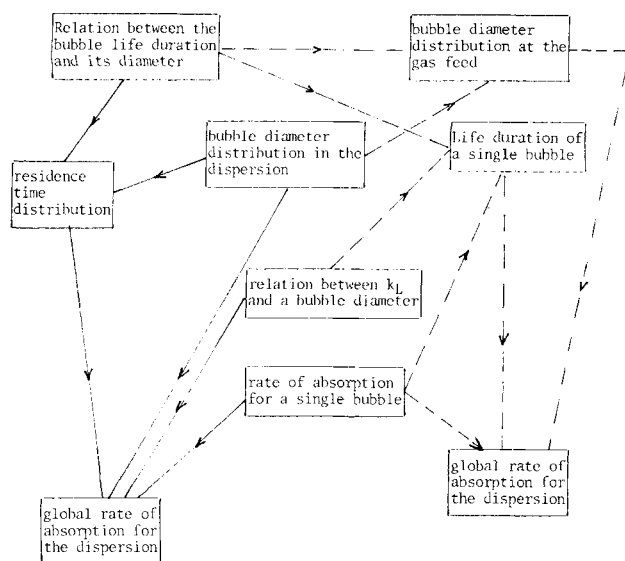 Relation between the
bubble life duration
and its diameter
bubble diameter
distribution at the
gas feed
bubble diameter
distribution in the
dispersion
Life duration of
a single bubble
residence
time
distribution
relation between kL
and a bubble diameter
rate of absorption
for a single bubble
global rate of
absorption for
the dispersion
global rate of
absorption for
the dispersion